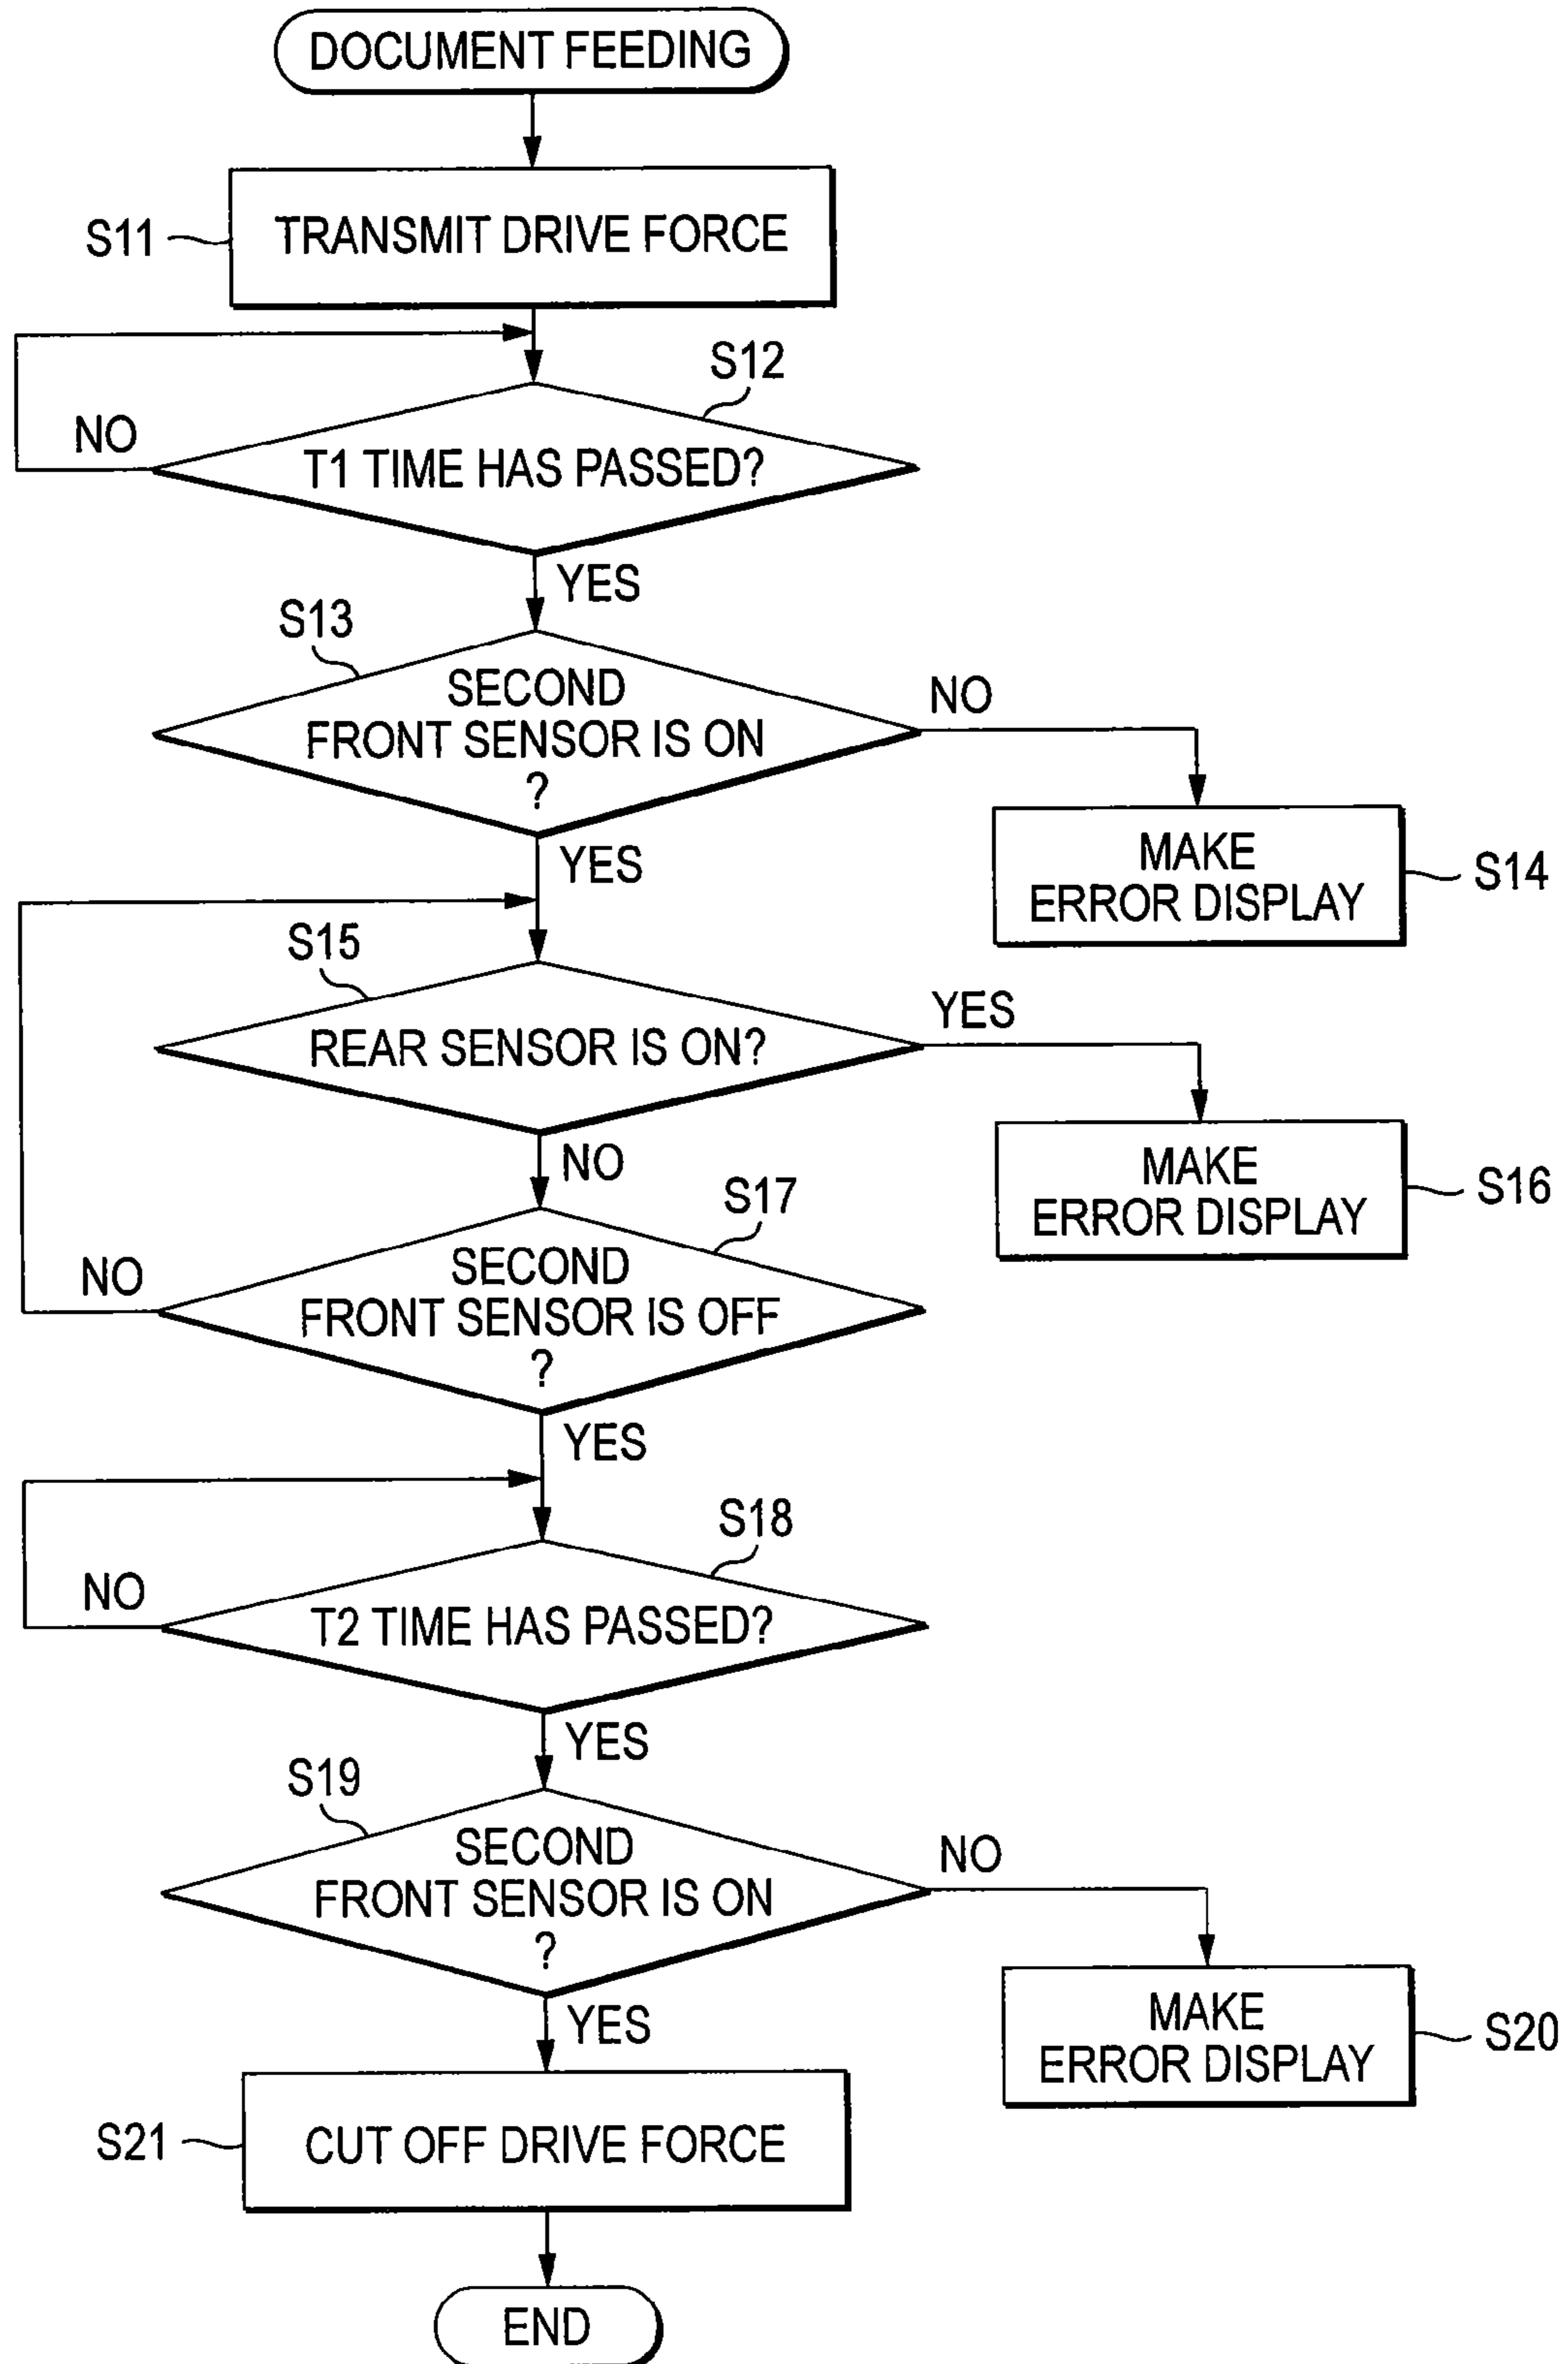 DOCUMENT FEEDING
S11
TRANSMIT DRIVE FORCE
S12
NO
T1 TIME HAS PASSED?
YES
S13
SECOND
FRONT SENSOR IS ON
?
NO
MAKE
ERROR DISPLAY
S14
YES
S15
REAR SENSOR IS ON?
YES
MAKE
ERROR DISPLAY
S16
NO
S17
SECOND
FRONT SENSOR IS OFF
?
NO
YES
S18
NO
T2 TIME HAS PASSED?
YES
S19
SECOND
FRONT SENSOR IS ON
?
NO
MAKE
ERROR DISPLAY
S20
YES
S21
CUT OFF DRIVE FORCE
END